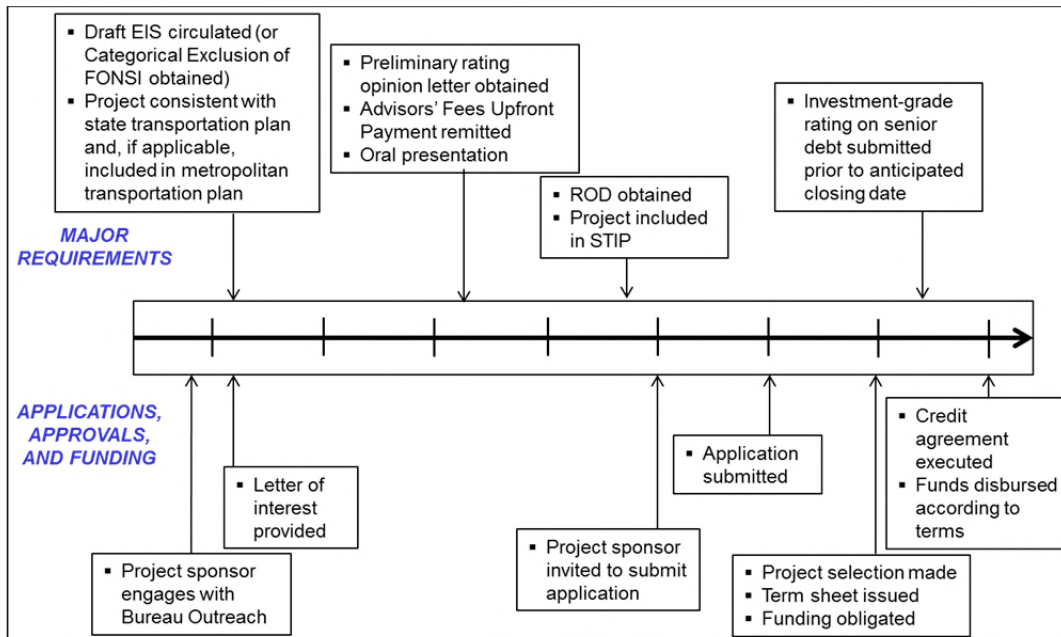 ▪ Draft EIS circulated (or
Categorical Exclusion of
FONSI obtained)
▪ Project consistent with
state transportation plan
and, if applicable,
included in metropolitan
transportation plan
▪ Preliminary rating
opinion letter obtained
▪ Advisors' Fees Upfront
Payment remitted
▪ Oral presentation
▪ ROD obtained
▪ Project included
in STIP
▪ Investment-grade
rating on senior
debt submitted
prior to anticipated
closing date
MAJOR
REQUIREMENTS
APPLICATIONS,
APPROVALS,
AND FUNDING
▪ Project sponsor
engages with
Bureau Outreach
▪ Letter of
interest
provided
▪ Project sponsor
invited to submit
application
▪ Application
submitted
▪ Project selection made
▪ Term sheet issued
▪ Funding obligated
▪ Credit
agreement
executed
▪ Funds disbursed
according to
terms